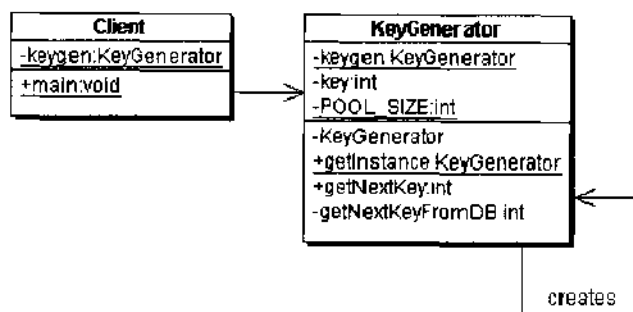 Client
-keygen:KeyGenerator
+main:void
KeyGenerator
-keygen:KeyGenerator
-key:int
-POOL_SIZE:int
-KeyGenerator
+getInstance:KeyGenerator
+getNextKey:int
-getNextKeyFromDB:int
creates